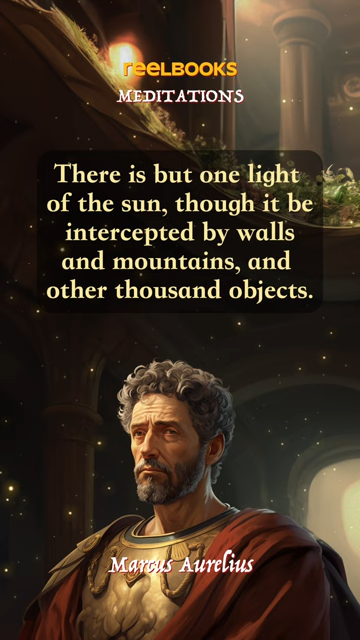 reelBOOKS
MEDITATIONS
There is but one light
of the sun, though it be
intercepted by walls
and mountains, and
other thousand objects.
Marcus Aurelius